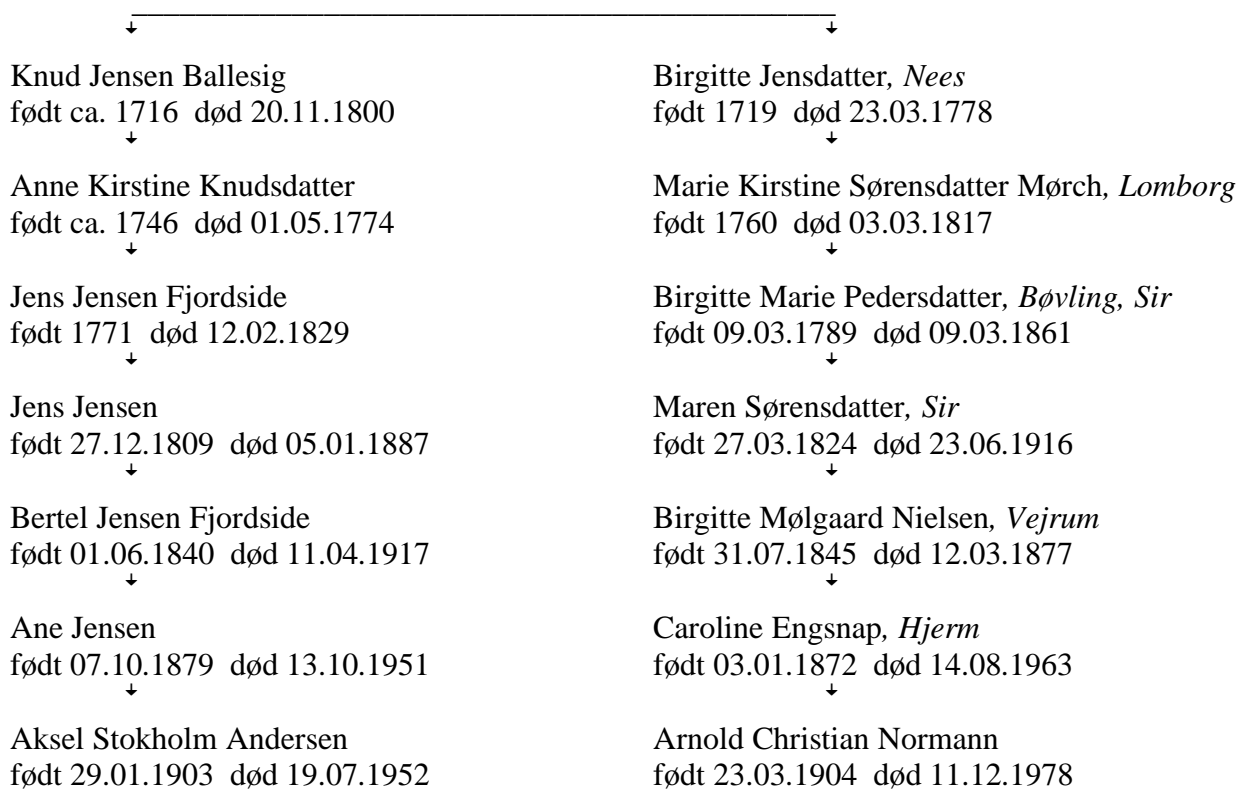 Knud Jensen Ballesig
født ca. 1716 død 20.11.1800
Birgitte Jensdatter, Nees
født 1719 død 23.03.1778
Anne Kirstine Knudsdatter
født ca. 1746 død 01.05.1774
Marie Kirstine Sørensdatter Mørch, Lomborg
født 1760 død 03.03.1817
Jens Jensen Fjordside
født 1771 død 12.02.1829
Birgitte Marie Pedersdatter, Bøvling, Sir
født 09.03.1789 død 09.03.1861
Jens Jensen
født 27.12.1809 død 05.01.1887
Maren Sørensdatter, Sir
født 27.03.1824 død 23.06.1916
Bertel Jensen Fjordside
født 01.06.1840 død 11.04.1917
Birgitte Mølgaard Nielsen, Vejrum
født 31.07.1845 død 12.03.1877
Ane Jensen
født 07.10.1879 død 13.10.1951
Caroline Engsnap, Hjerm
født 03.01.1872 død 14.08.1963
Aksel Stokholm Andersen
født 29.01.1903 død 19.07.1952
Arnold Christian Normann
født 23.03.1904 død 11.12.1978